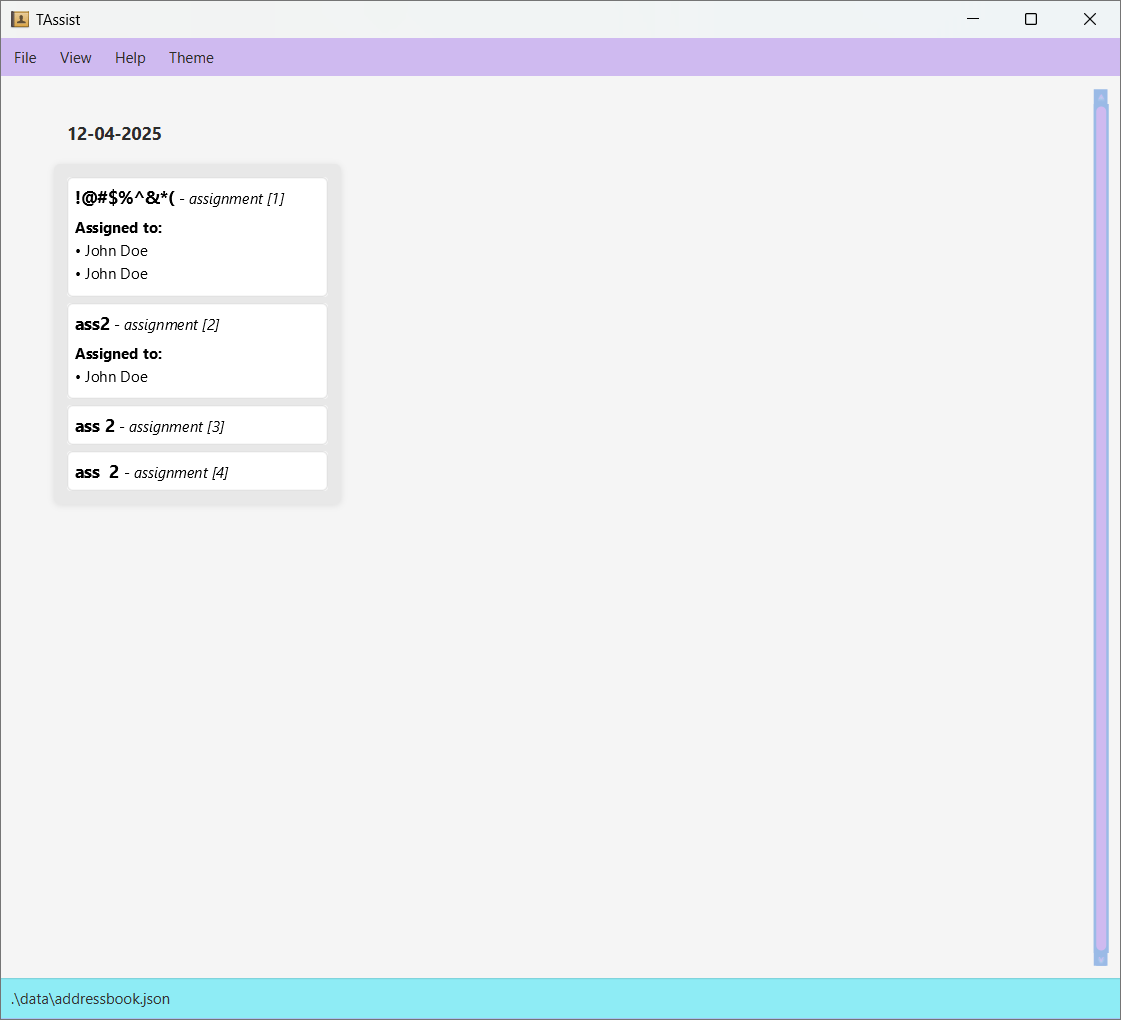 TAssist
File View Help Theme
12-04-2025
!@#$%^&*( - assignment [1]
Assigned to:
• John Doe
• John Doe
ass2 - assignment [2]
Assigned to:
• John Doe
ass 2 - assignment [3]
ass  2 - assignment [4]
.\data\addressbook.json